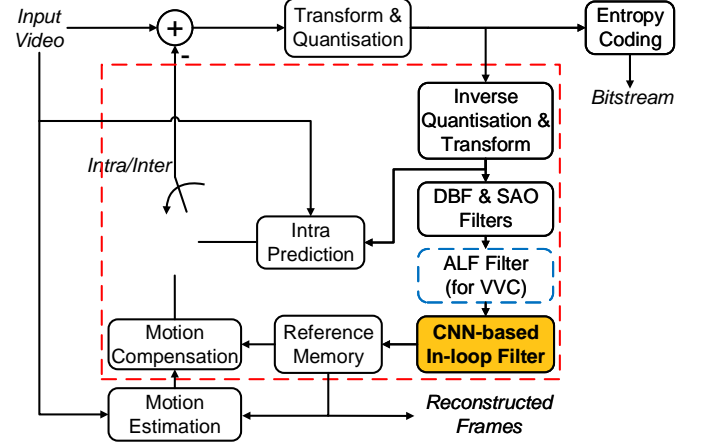 Input
Video
+
-
Transform &
Quantisation
Entropy
Coding
Bitstream
Inverse
Quantisation &
Transform
Intra/Inter
DBF & SAO
Filters
Intra
Prediction
ALF Filter
(for VVC)
CNN-based
In-loop Filter
Reference
Memory
Motion
Compensation
Motion
Estimation
Reconstructed
Frames